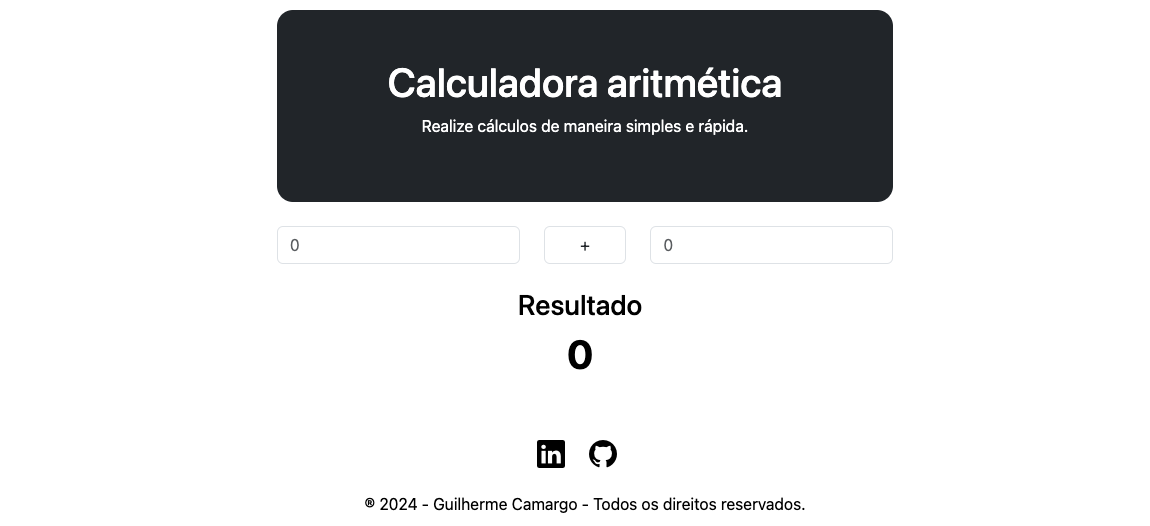 Calculadora aritmética
Realize cálculos de maneira simples e rápida.
0 + 0
Resultado
0
in
® 2024 - Guilherme Camargo - Todos os direitos reservados.